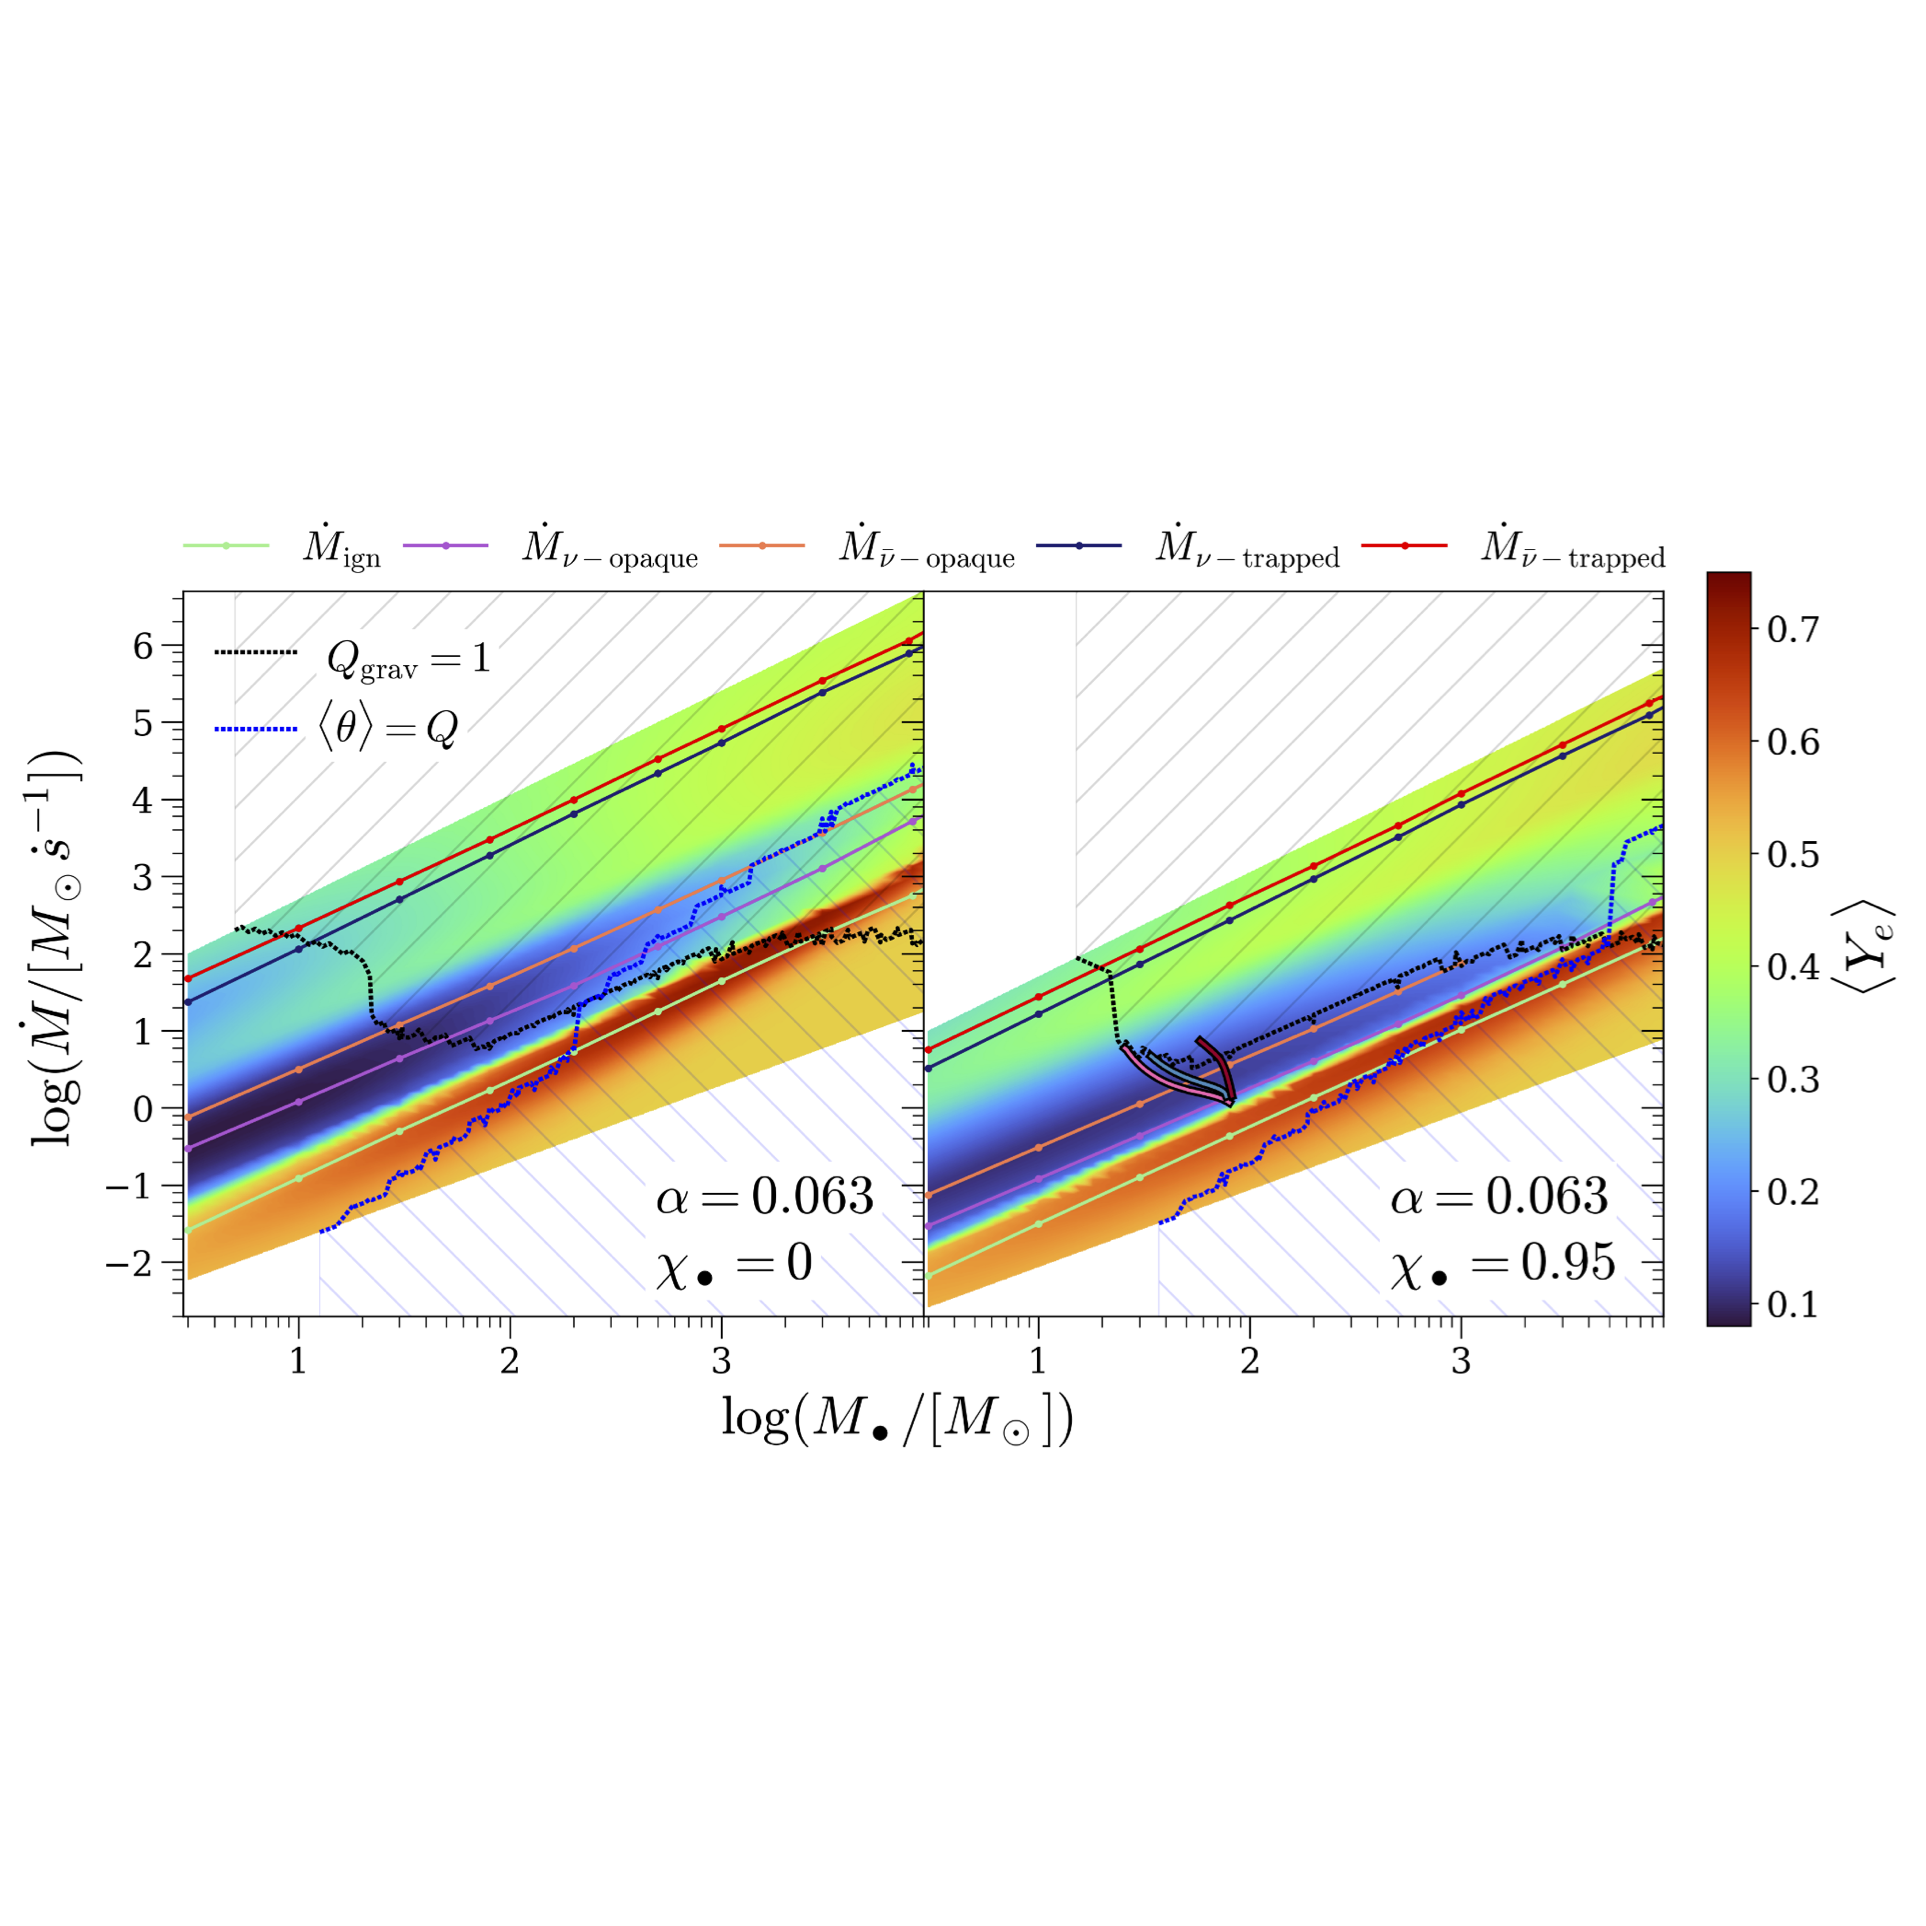 Ṁ_ign Ṁ_ν−opaque Ṁ_ν̄−opaque Ṁ_ν−trapped Ṁ_ν̄−trapped
Q_grav = 1
⟨θ⟩ = Q
log(Ṁ/[M_⊙ ṡ⁻¹])
6
5
4
3
2
1
0
−1
−2
α = 0.063
χ_● = 0
α = 0.063
χ_● = 0.95
1 2 3
1 2 3
log(M_●/[M_⊙])
0.7
0.6
0.5
0.4
0.3
0.2
0.1
⟨Y_e⟩